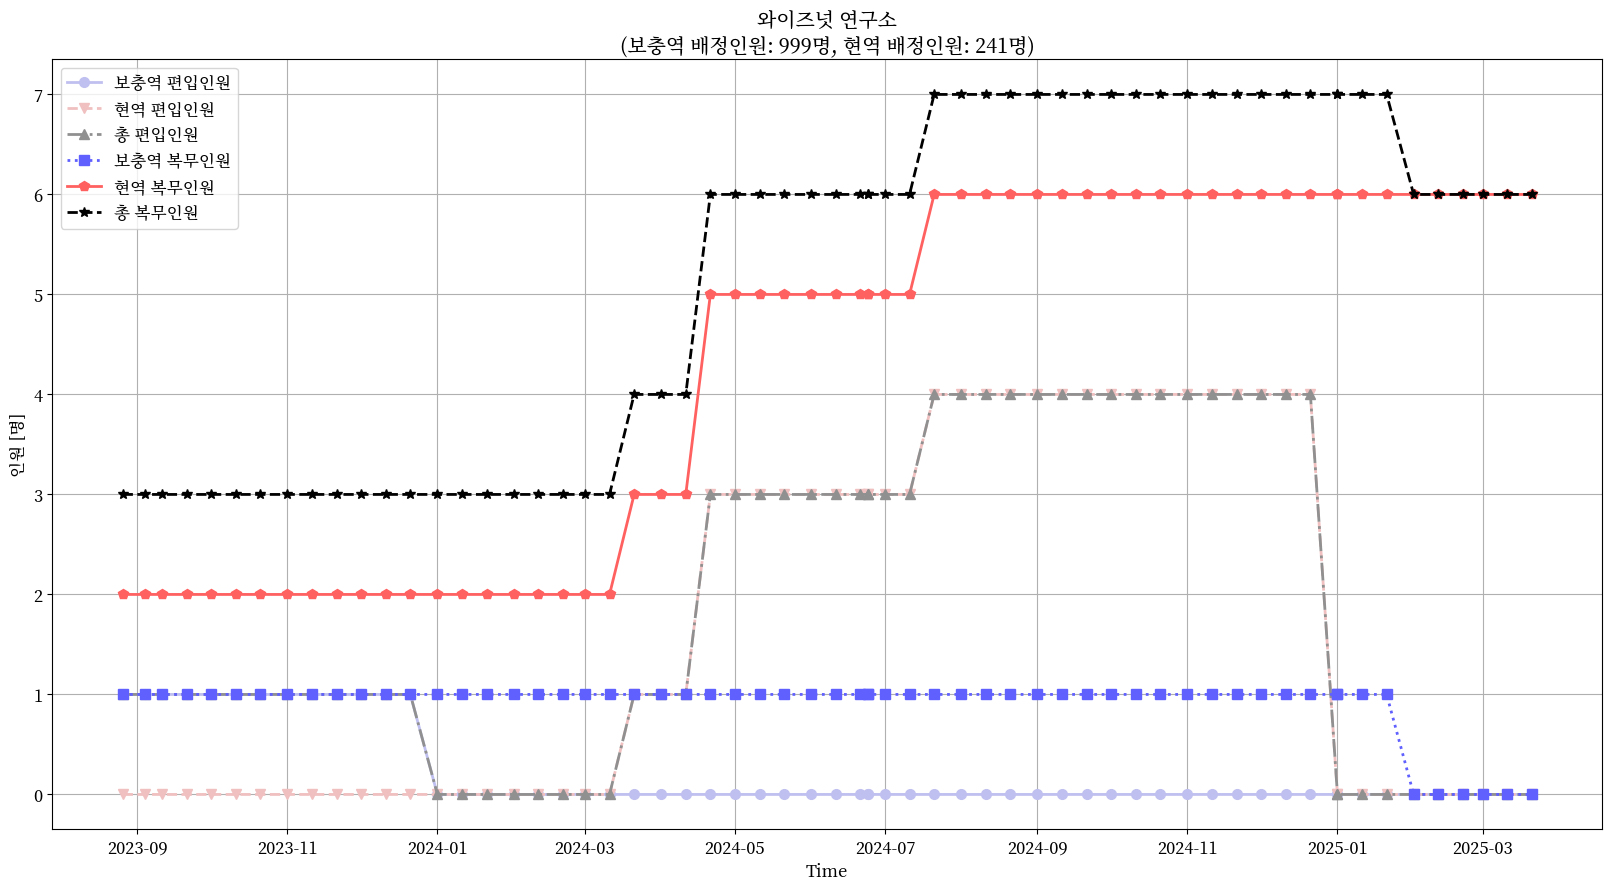 와이즈넛 연구소
(보충역 배정인원: 999명, 현역 배정인원: 241명)
보충역 편입인원
현역 편입인원
총 편입인원
보충역 복무인원
현역 복무인원
총 복무인원
인원 [명]
7
6
5
4
3
2
1
0
2023-09
2023-11
2024-01
2024-03
2024-05
2024-07
2024-09
2024-11
2025-01
2025-03
Time